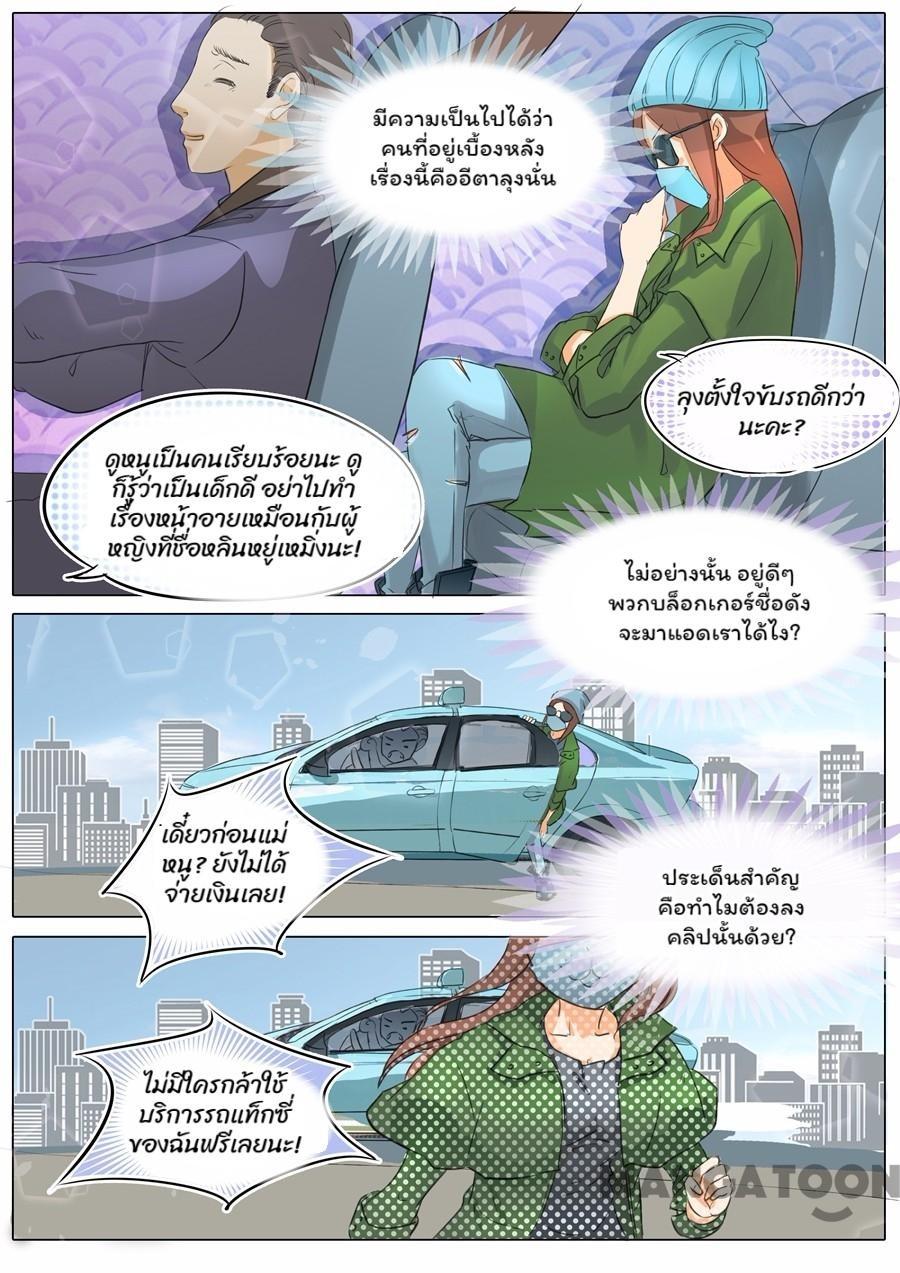 มีความเป็นไปได้ว่า
คนที่อยู่เบื้องหลัง
เรื่องนี้คืออีตาลุงนั่น
ลุงตั้งใจขับรถดีกว่า
นะคะ?
ดูหนูเป็นคนเรียบร้อยนะ ดู
ก็รู้ว่าเป็นเด็กดี อย่าไปทำ
เรื่องหน้าอายเหมือนกับผู้
หญิงที่ชื่อหลินหยู่เหมิ่งนะ!
ไม่อย่างนั้น อยู่ดีๆ
พวกบล็อกเกอร์ชื่อดัง
จะมาแอดเราได้ไง?
เดี๋ยวก่อนแม่
หนู? ยังไม่ได้
จ่ายเงินเลย!
ประเด็นสำคัญ
คือทำไมต้องลง
คลิปนั้นด้วย?
ไม่มีใครกล้าใช้
บริการรถแท็กซี่
ของฉันฟรีเลยนะ!
MANGATOON